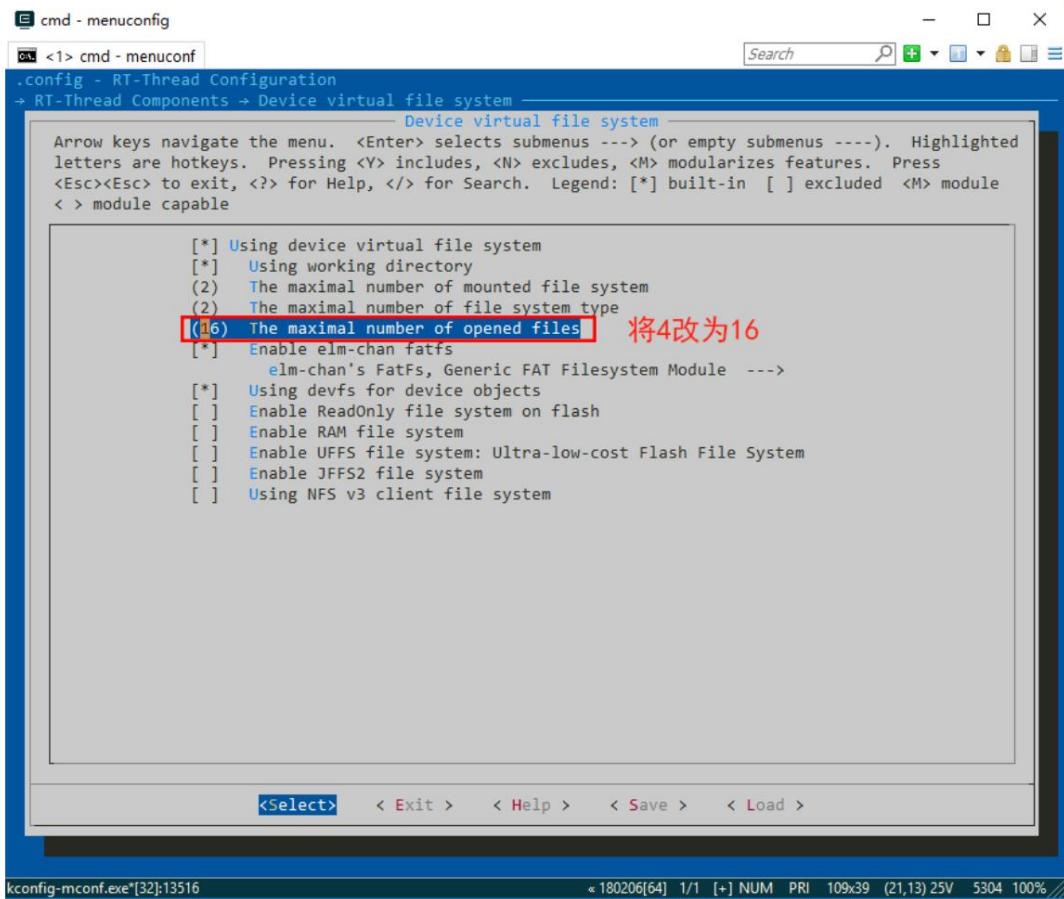 cmd - menuconfig
<1> cmd - menuconf
Search
.config - RT-Thread Configuration
→ RT-Thread Components → Device virtual file system
Device virtual file system
Arrow keys navigate the menu. <Enter> selects submenus ---> (or empty submenus ----). Highlighted
letters are hotkeys. Pressing <Y> includes, <N> excludes, <M> modularizes features. Press
<Esc><Esc> to exit, <?> for Help, </> for Search. Legend: [*] built-in [ ] excluded <M> module
< > module capable
[*] Using device virtual file system
[*] Using working directory
(2) The maximal number of mounted file system
(2) The maximal number of file system type
(16) The maximal number of opened files 将4改为16
[*] Enable elm-chan fatfs
elm-chan's FatFs, Generic FAT Filesystem Module --->
[*] Using devfs for device objects
[ ] Enable ReadOnly file system on flash
[ ] Enable RAM file system
[ ] Enable UFFS file system: Ultra-low-cost Flash File System
[ ] Enable JFFS2 file system
[ ] Using NFS v3 client file system
<Select> < Exit > < Help > < Save > < Load >
kconfig-mconf.exe*[32]:13516 « 180206[64] 1/1 [+] NUM PRI 109x39 (21,13) 25V 5304 100%